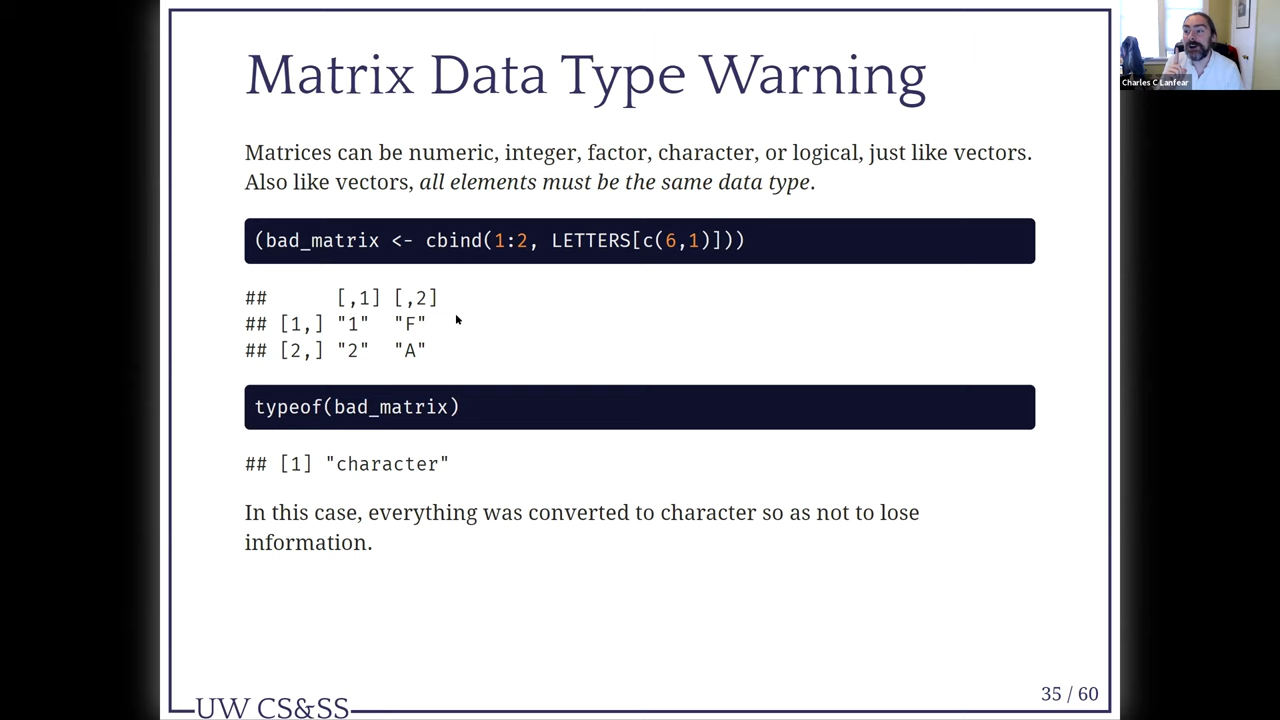 Matrix Data Type Warning
Charles C Lanfear
Matrices can be numeric, integer, factor, character, or logical, just like vectors.
Also like vectors, all elements must be the same data type.
(bad_matrix <- cbind(1:2, LETTERS[c(6,1)]))
##      [,1] [,2]
## [1,] "1"  "F"
## [2,] "2"  "A"
typeof(bad_matrix)
## [1] "character"
In this case, everything was converted to character so as not to lose
information.
35 / 60
UW CS&SS